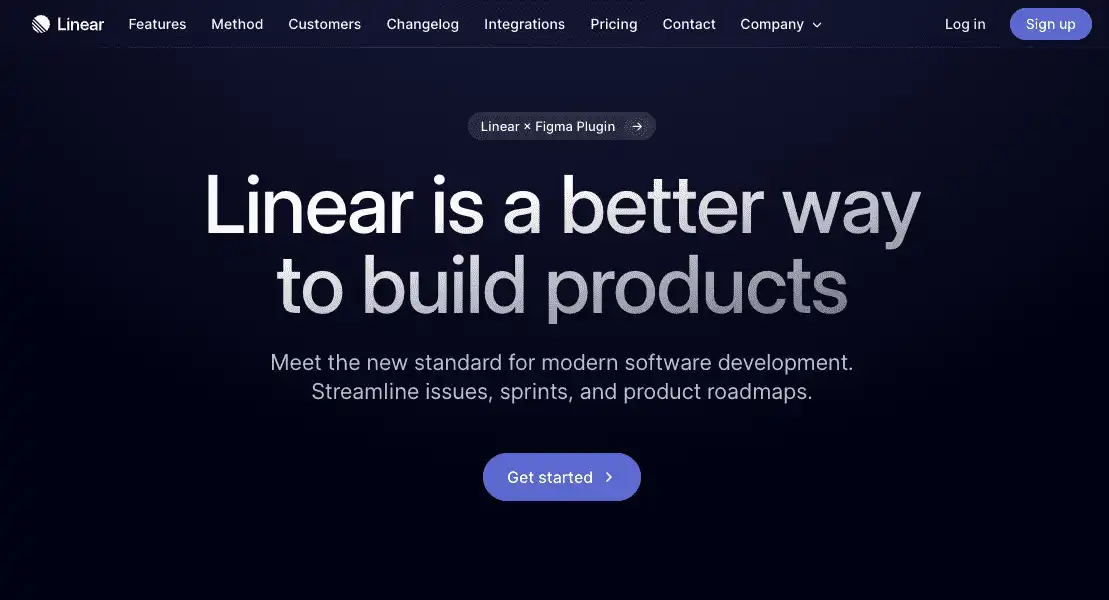 Linear Features Method Customers Changelog Integrations Pricing Contact Company Log in Sign up
Linear × Figma Plugin →
Linear is a better way
to build products
Meet the new standard for modern software development.
Streamline issues, sprints, and product roadmaps.
Get started